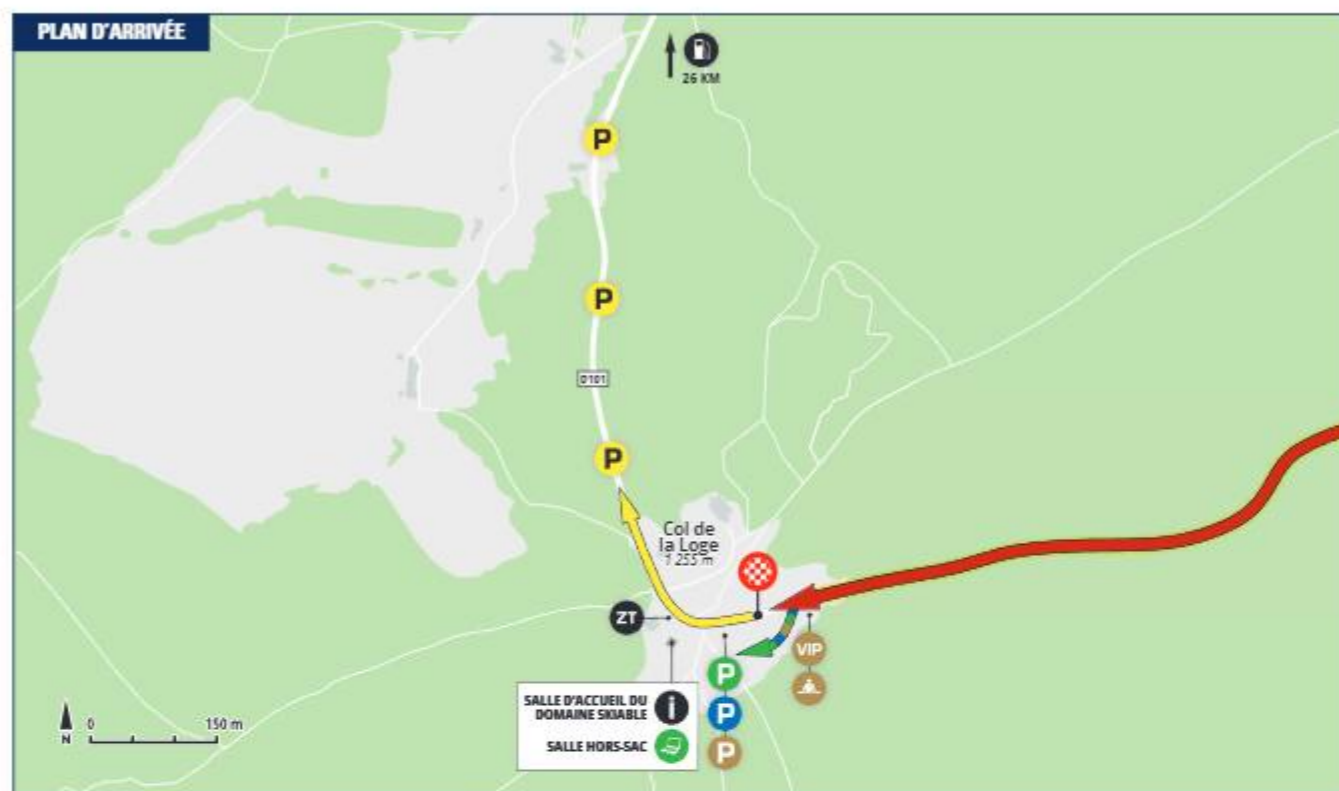 PLAN D'ARRIVÉE
26 KM
P
P
D101
P
Col de
la Loge
1 255 m
ZT
VIP
P
SALLE D'ACCUEIL DU
DOMAINE SKIABLE
i
P
SALLE HORS-SAC
P
0 150 m
N